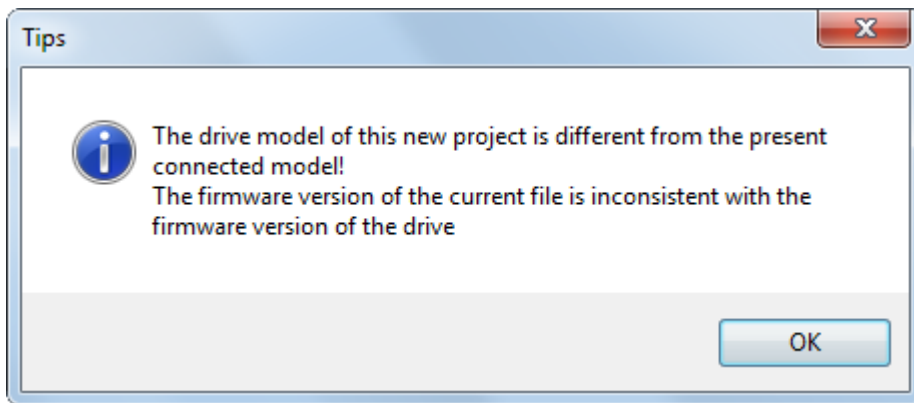 Tips
The drive model of this new project is different from the present
connected model!
The firmware version of the current file is inconsistent with the
firmware version of the drive
OK